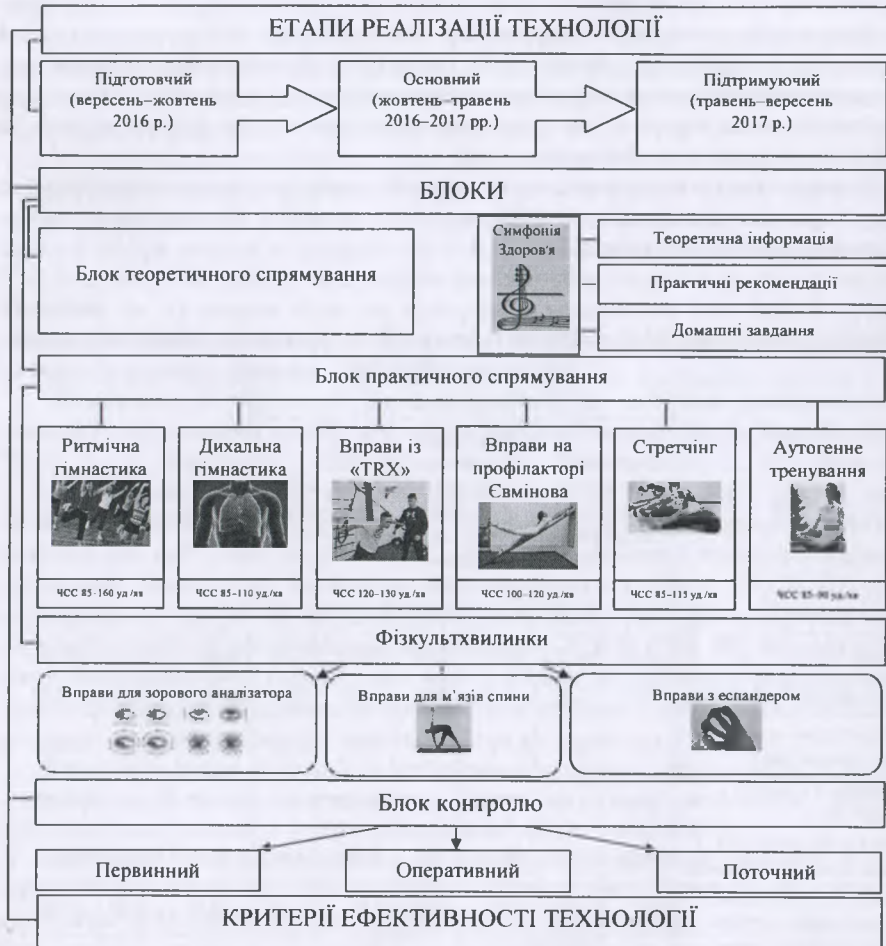 ЕТАПИ РЕАЛІЗАЦІЇ ТЕХНОЛОГІЇ
Підготовчий
(вересень–жовтень
2016 р.)
Основний
(жовтень–травень
2016–2017 рр.)
Підтримуючий
(травень–вересень
2017 р.)
БЛОКИ
Блок теоретичного спрямування
Симфонія
Здоров'я
Теоретична інформація
Практичні рекомендації
Домашні завдання
Блок практичного спрямування
Ритмічна
гімнастика
ЧСС 85-160 уд./хв
Дихальна
гімнастика
ЧСС 85–110 уд./хв
Вправи із
«TRX»
ЧСС 120–130 уд./хв
Вправи на
профілакторі
Євмінова
ЧСС 100–120 уд./хв
Стретчінг
ЧСС 85–115 уд./хв
Аутогенне
тренування
ЧСС 85–90 уд./хв
Фізкультхвилинки
Вправи для зорового аналізатора
Вправи для м'язів спини
Вправи з еспандером
Блок контролю
Первинний
Оперативний
Поточний
КРИТЕРІЇ ЕФЕКТИВНОСТІ ТЕХНОЛОГІЇ